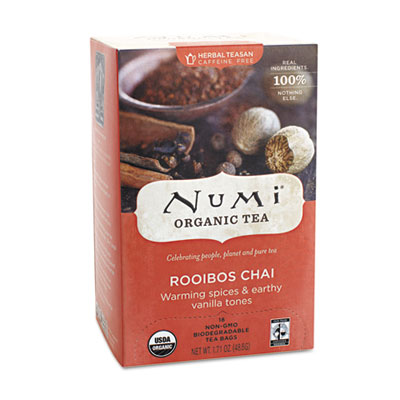 HERBAL TEASAN
CAFFEINE FREE
REAL
INGREDIENTS
100%
NOTHING
ELSE.
NUMi
ORGANIC TEA
Celebrating people, planet and pure tea
ROOIBOS CHAI
Warming spices & earthy
vanilla tones
18
NON-GMO
BIODEGRADABLE
TEA BAGS
NET WT. 1.71 OZ (48.6G)
USDA
ORGANIC